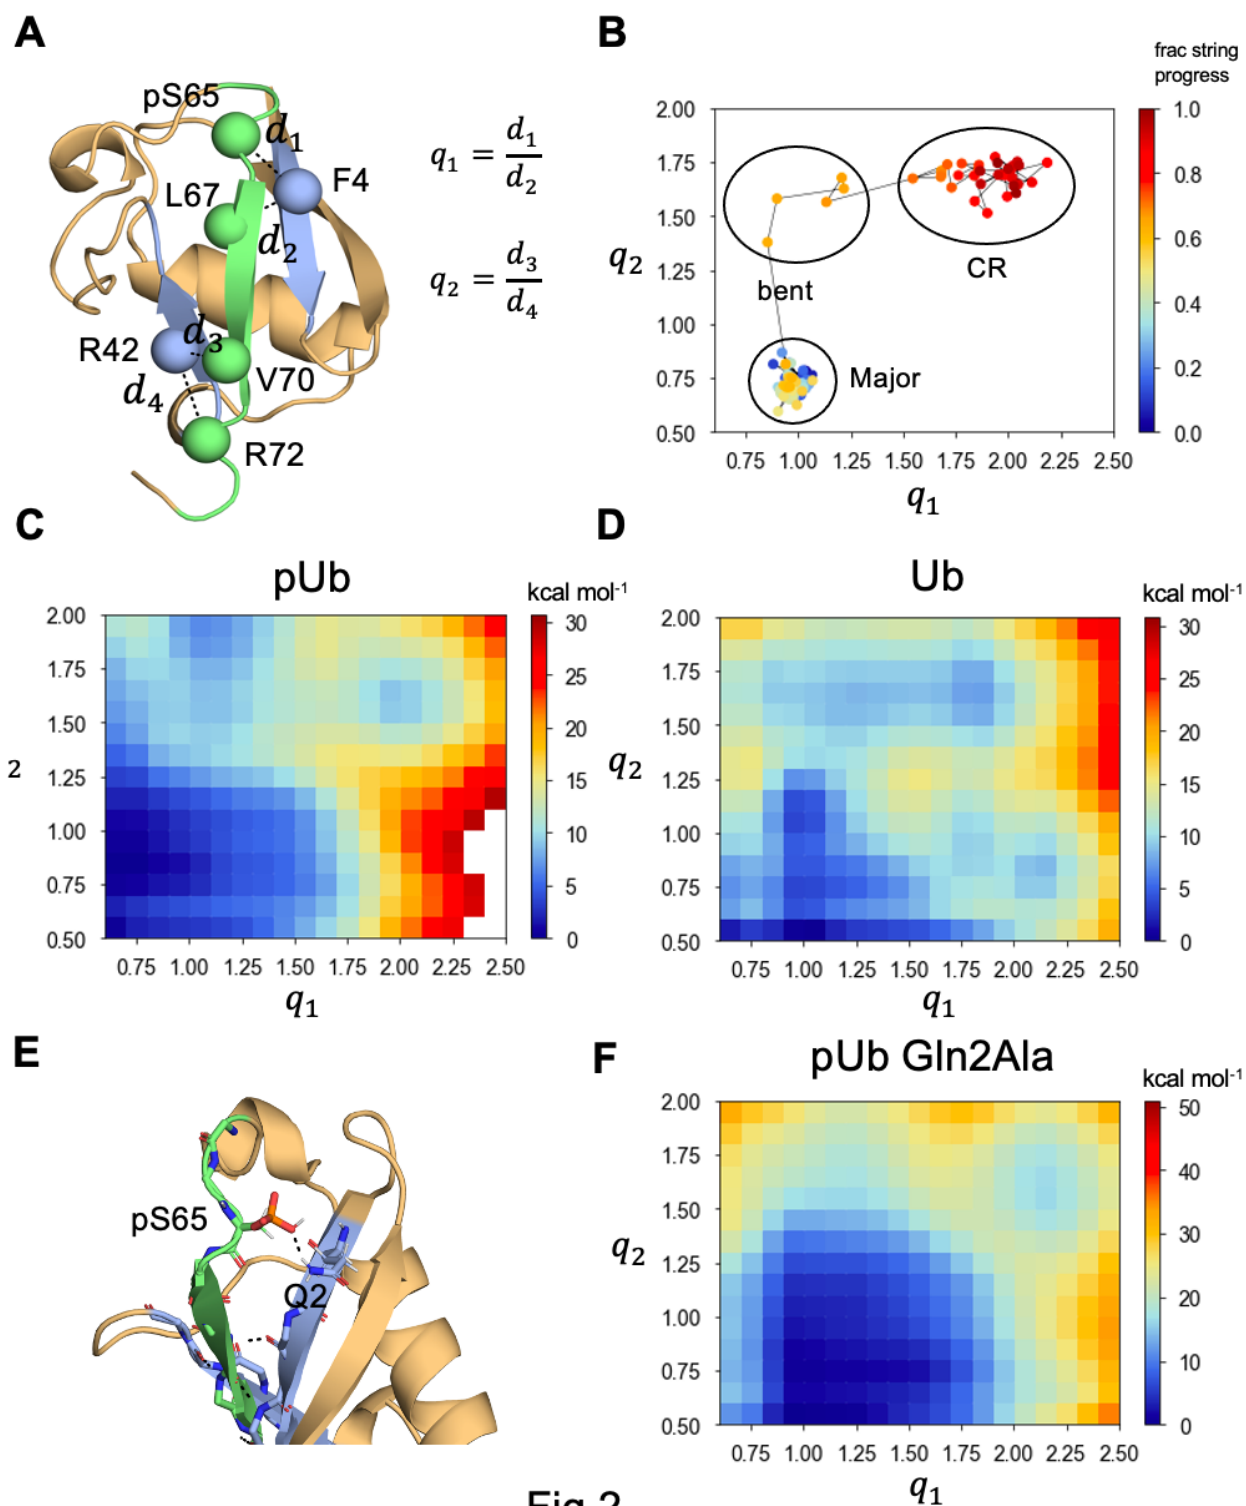 A
pS65
d1
F4
L67
d2
R42
d3
V70
d4
R72
q1 = d1/d2
q2 = d3/d4
B
frac string
progress
2.00
1.75
1.50
1.25
1.00
0.75
0.50
q2
bent
CR
Major
0.75 1.00 1.25 1.50 1.75 2.00 2.25 2.50
q1
1.0
0.8
0.6
0.4
0.2
0.0
C
pUb
kcal mol-1
2.00
1.75
1.50
1.25
1.00
0.75
0.50
2
0.75 1.00 1.25 1.50 1.75 2.00 2.25 2.50
q1
30
25
20
15
10
5
0
D
Ub
kcal mol-1
2.00
1.75
1.50
1.25
1.00
0.75
0.50
q2
0.75 1.00 1.25 1.50 1.75 2.00 2.25 2.50
q1
30
25
20
15
10
5
0
E
pS65
Q2
F
pUb Gln2Ala
kcal mol-1
2.00
1.75
1.50
1.25
1.00
0.75
0.50
q2
0.75 1.00 1.25 1.50 1.75 2.00 2.25 2.50
q1
50
40
30
20
10
0
Fig 2